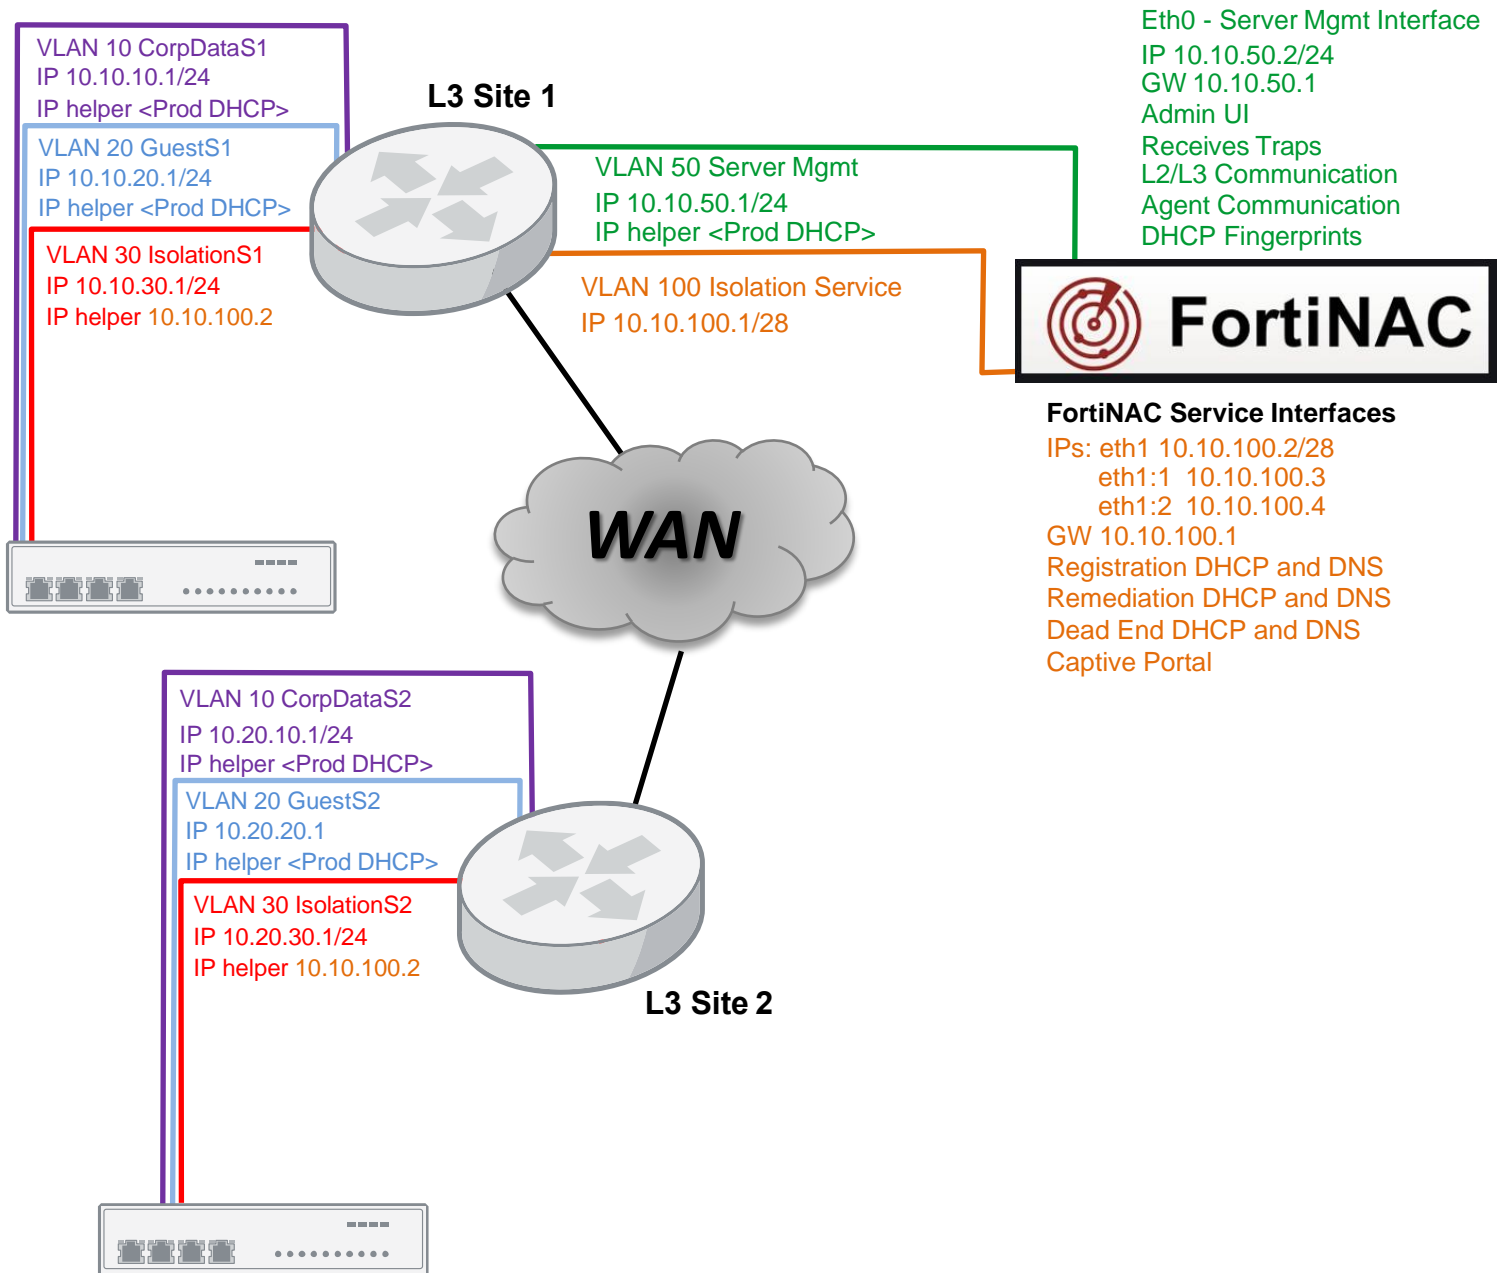 VLAN 10 CorpDataS1
IP 10.10.10.1/24
IP helper <Prod DHCP>
VLAN 20 GuestS1
IP 10.10.20.1/24
IP helper <Prod DHCP>
VLAN 30 IsolationS1
IP 10.10.30.1/24
IP helper 10.10.100.2
L3 Site 1
VLAN 50 Server Mgmt
IP 10.10.50.1/24
IP helper <Prod DHCP>
VLAN 100 Isolation Service
IP 10.10.100.1/28
Eth0 - Server Mgmt Interface
IP 10.10.50.2/24
GW 10.10.50.1
Admin UI
Receives Traps
L2/L3 Communication
Agent Communication
DHCP Fingerprints
FortiNAC
FortiNAC Service Interfaces
IPs: eth1 10.10.100.2/28
eth1:1 10.10.100.3
eth1:2 10.10.100.4
GW 10.10.100.1
Registration DHCP and DNS
Remediation DHCP and DNS
Dead End DHCP and DNS
Captive Portal
WAN
VLAN 10 CorpDataS2
IP 10.20.10.1/24
IP helper <Prod DHCP>
VLAN 20 GuestS2
IP 10.20.20.1
IP helper <Prod DHCP>
VLAN 30 IsolationS2
IP 10.20.30.1/24
IP helper 10.10.100.2
L3 Site 2